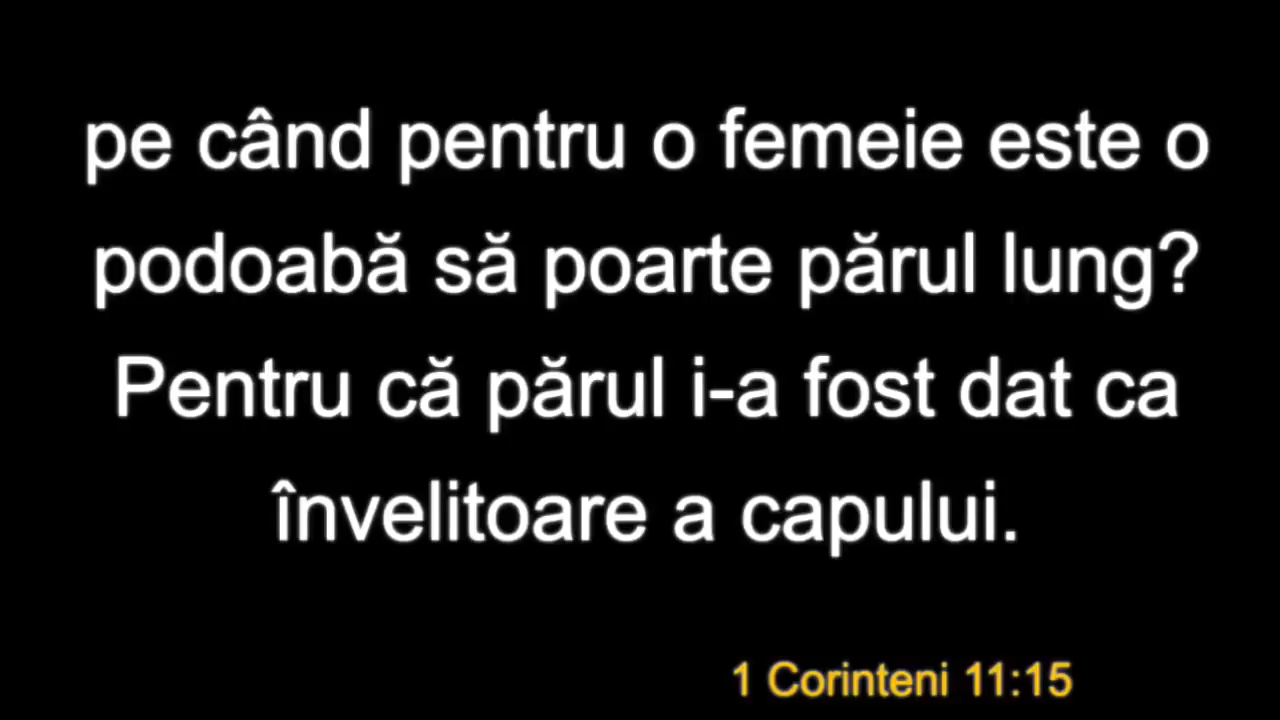 pe când pentru o femeie este o
podoabă să poarte părul lung?
Pentru că părul i-a fost dat ca
învelitoare a capului.
1 Corinteni 11:15